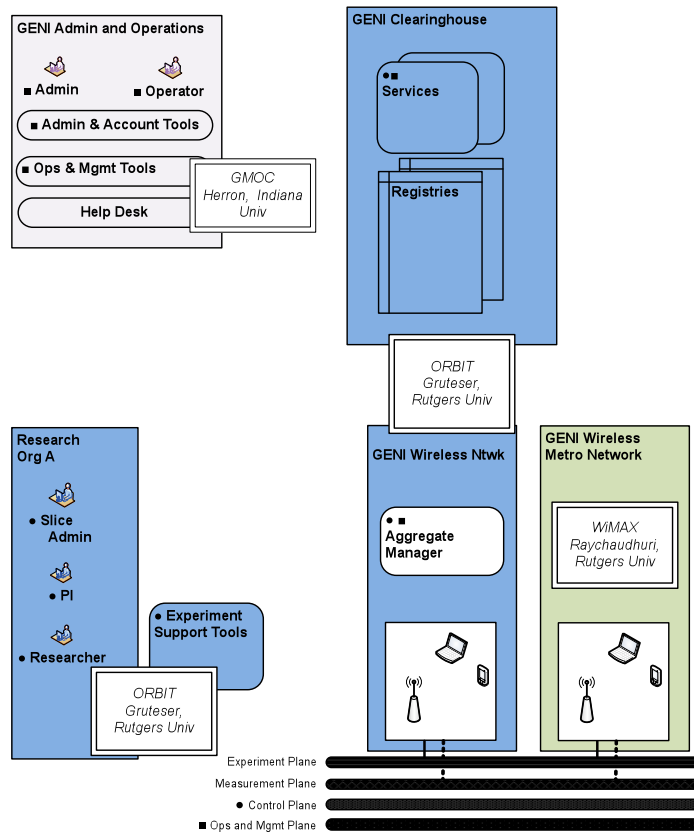 GENI Admin and Operations
Admin
Operator
Admin & Account Tools
Ops & Mgmt Tools
Help Desk
GMOC
Herron, Indiana
Univ
GENI Clearinghouse
Services
Registries
ORBIT
Gruteser,
Rutgers Univ
Research
Org A
Slice
Admin
PI
Researcher
Experiment
Support Tools
ORBIT
Gruteser,
Rutgers Univ
GENI Wireless Ntwk
Aggregate
Manager
GENI Wireless
Metro Network
WiMAX
Raychaudhuri,
Rutgers Univ
Experiment Plane
Measurement Plane
Control Plane
Ops and Mgmt Plane